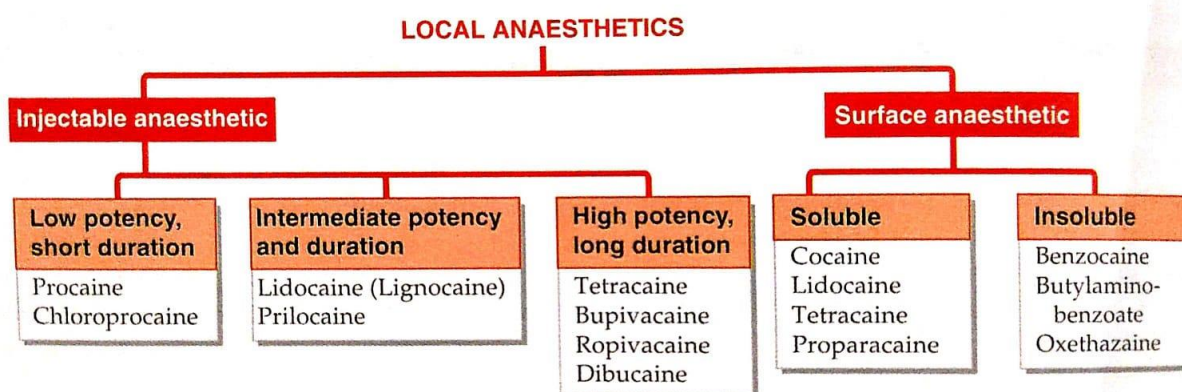 LOCAL ANAESTHETICS
Injectable anaesthetic
Surface anaesthetic
Low potency,
short duration
Procaine
Chloroprocaine
Intermediate potency
and duration
Lidocaine (Lignocaine)
Prilocaine
High potency,
long duration
Tetracaine
Bupivacaine
Ropivacaine
Dibucaine
Soluble
Cocaine
Lidocaine
Tetracaine
Proparacaine
Insoluble
Benzocaine
Butylamino-
benzoate
Oxethazaine